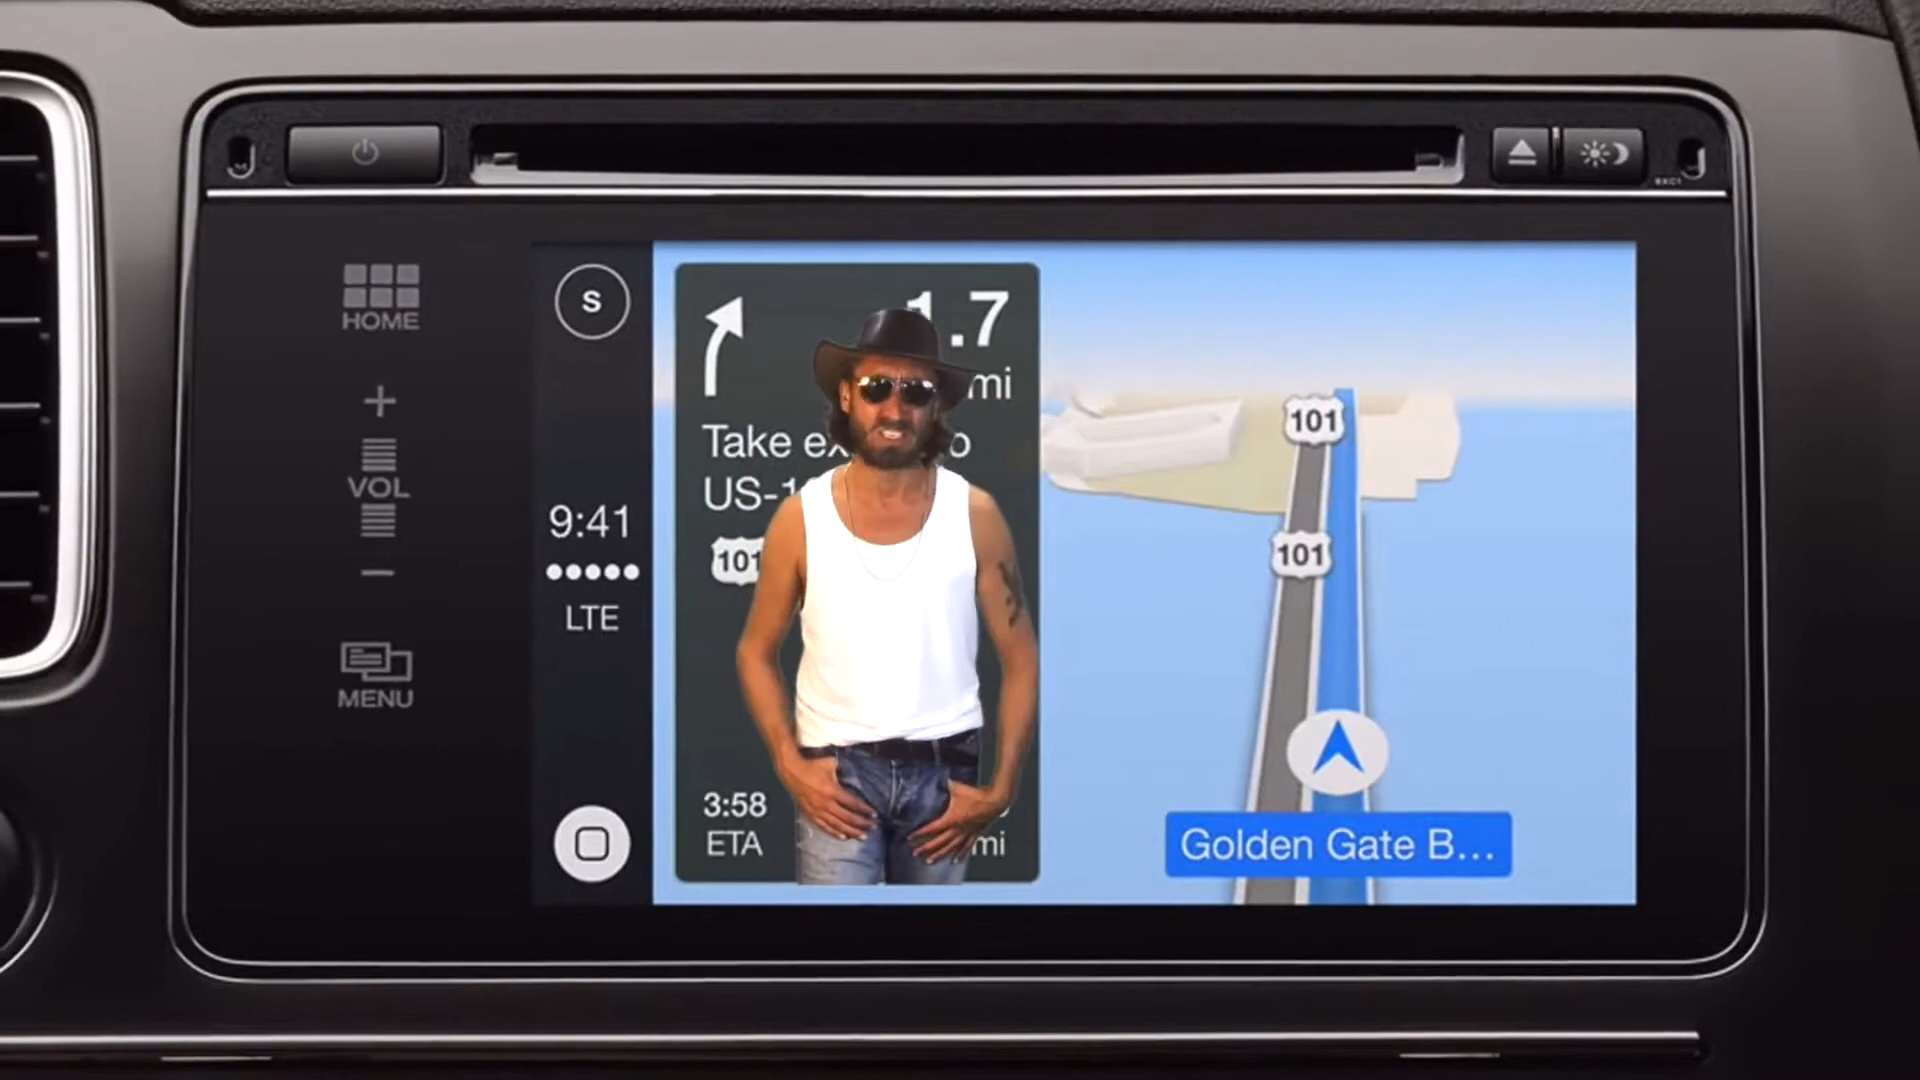 HOME
+
VOL
−
MENU
S
9:41
LTE
1.7
mi
Take
US-
101
3:58
ETA
mi
101
101
Golden Gate B...